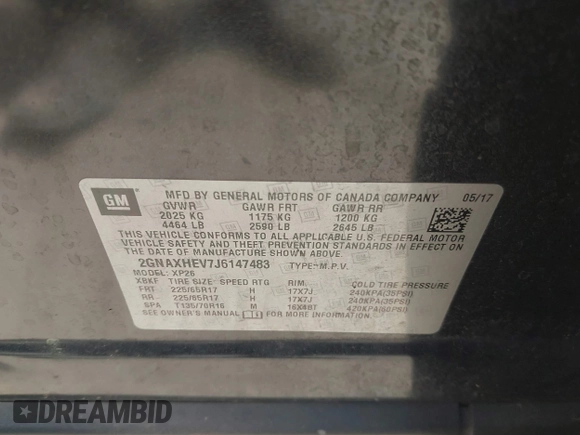 GM
MFD BY GENERAL MOTORS OF CANADA COMPANY 05/17
GVWR GAWR FRT GAWR RR
2025 KG 1175 KG 1200 KG
4464 LB 2590 LB 2645 LB
THIS VEHICLE CONFORMS TO ALL APPLICABLE U.S. FEDERAL MOTOR
VEHICLE SAFETY AND THEFT PREVENTION STANDARDS IN EFFECT ON
THE DATE OF MANUFACTURE SHOWN ABOVE.
2GNAXHEV7J6147483 TYPE: M.P.V.
MODEL: XP26
XBKF TIRE SIZE: SPEED RTG RIM: COLD TIRE PRESSURE
FRT 225/65R17 H 17X7J 240KPA(35PSI)
RR 225/65R17 H 17X7J 240KPA(35PSI)
SPA T135/70R16 M 16X4BT 420KPA(60PSI)
SEE OWNER'S MANUAL FOR MORE INFORMATION.
DREAMBID